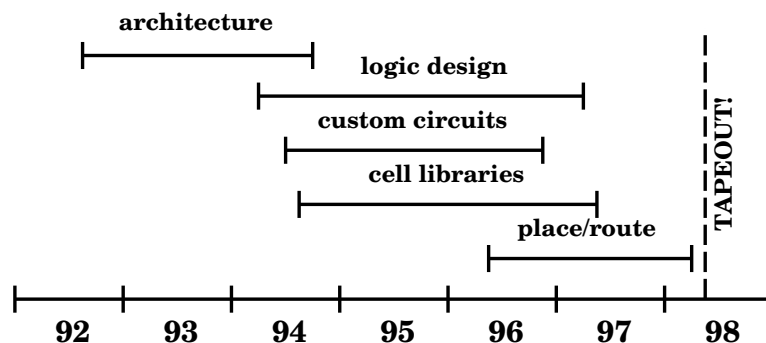 architecture
logic design
custom circuits
cell libraries
place/route
TAPEOUT!
92 93 94 95 96 97 98